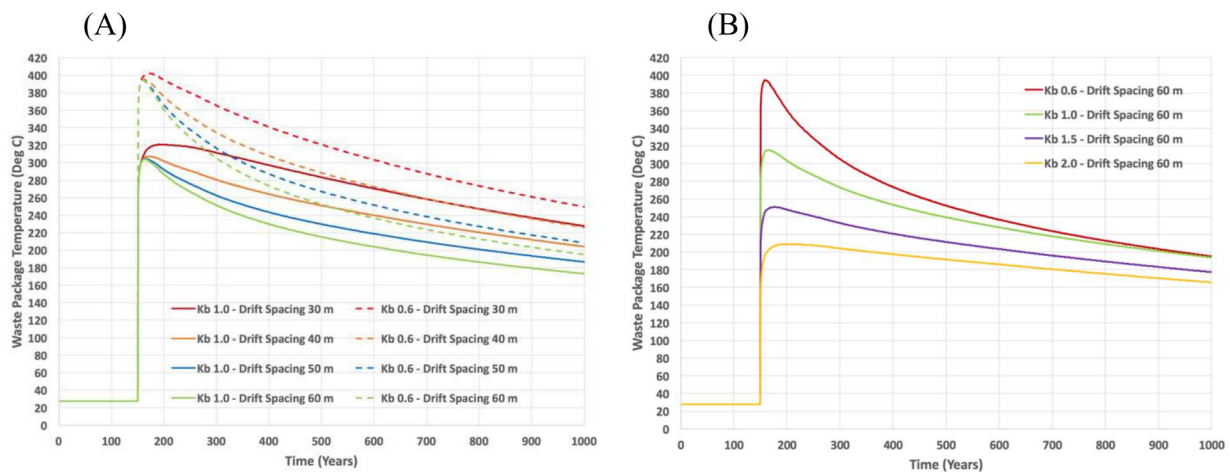 (A)
420
400
380
360
340
320
300
280
260
240
220
200
180
160
140
120
100
80
60
40
20
0
Waste Package Temperature (Deg C)
Kb 1.0 - Drift Spacing 30 m
Kb 0.6 - Drift Spacing 30 m
Kb 1.0 - Drift Spacing 40 m
Kb 0.6 - Drift Spacing 40 m
Kb 1.0 - Drift Spacing 50 m
Kb 0.6 - Drift Spacing 50 m
Kb 1.0 - Drift Spacing 60 m
Kb 0.6 - Drift Spacing 60 m
0 100 200 300 400 500 600 700 800 900 1000
Time (Years)
(B)
420
400
380
360
340
320
300
280
260
240
220
200
180
160
140
120
100
80
60
40
20
0
Waste Package Temperature (Deg C)
Kb 0.6 - Drift Spacing 60 m
Kb 1.0 - Drift Spacing 60 m
Kb 1.5 - Drift Spacing 60 m
Kb 2.0 - Drift Spacing 60 m
0 100 200 300 400 500 600 700 800 900 1000
Time (Years)